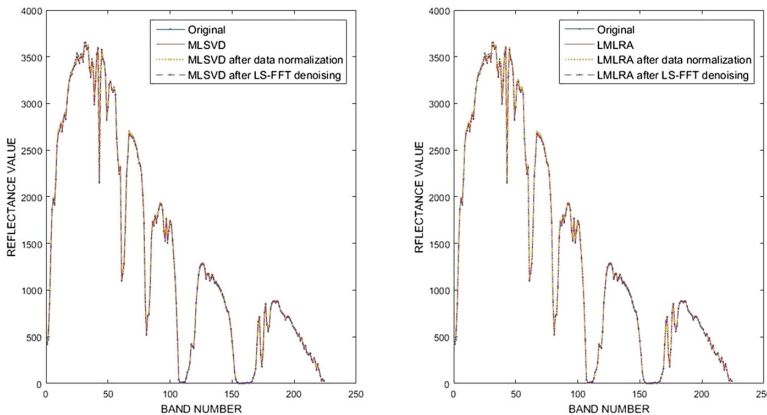 Original
MLSVD
MLSVD after data normalization
MLSVD after LS-FFT denoising
4000
3500
3000
2500
2000
1500
1000
500
0
REFLECTANCE VALUE
0 50 100 150 200 250
BAND NUMBER
Original
LMLRA
LMLRA after data normalization
LMLRA after LS-FFT denoising
4000
3500
3000
2500
2000
1500
1000
500
0
RFLECTANCE VALUE
0 50 100 150 200 250
BAND NUMBER